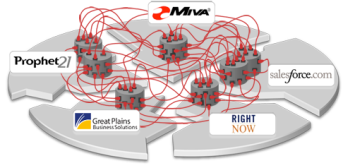 MIVA
Prophet 21
salesforce.com
Great Plains
Business Solutions
RIGHT
NOW